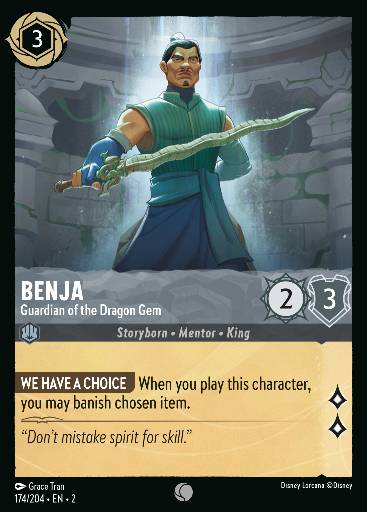 3
BENJA
Guardian of the Dragon Gem
2
3
Storyborn • Mentor • King
WE HAVE A CHOICE When you play this character,
you may banish chosen item.
“Don’t mistake spirit for skill.”
Grace Tran
Disney Lorcana ©Disney
174/204 • EN • 2